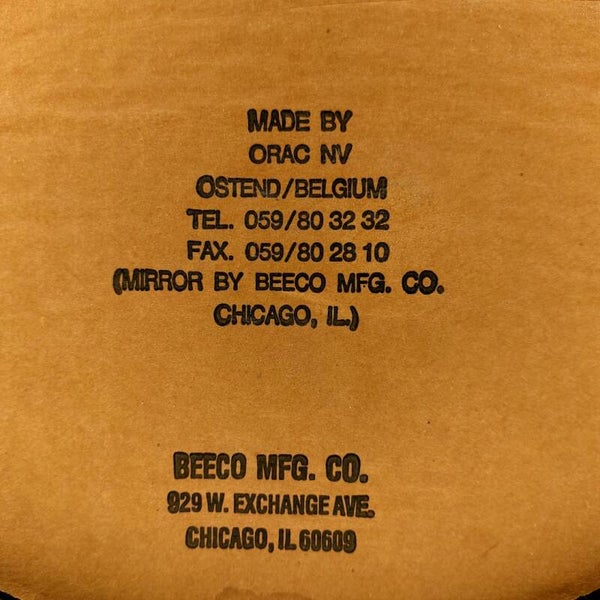 MADE BY
ORAC NV
OSTEND/BELGIUM
TEL. 059/80 32 32
FAX. 059/80 28 10
(MIRROR BY BEECO MFG. CO.
CHICAGO, IL.)
BEECO MFG. CO.
929 W. EXCHANGE AVE.
CHICAGO, IL 60609